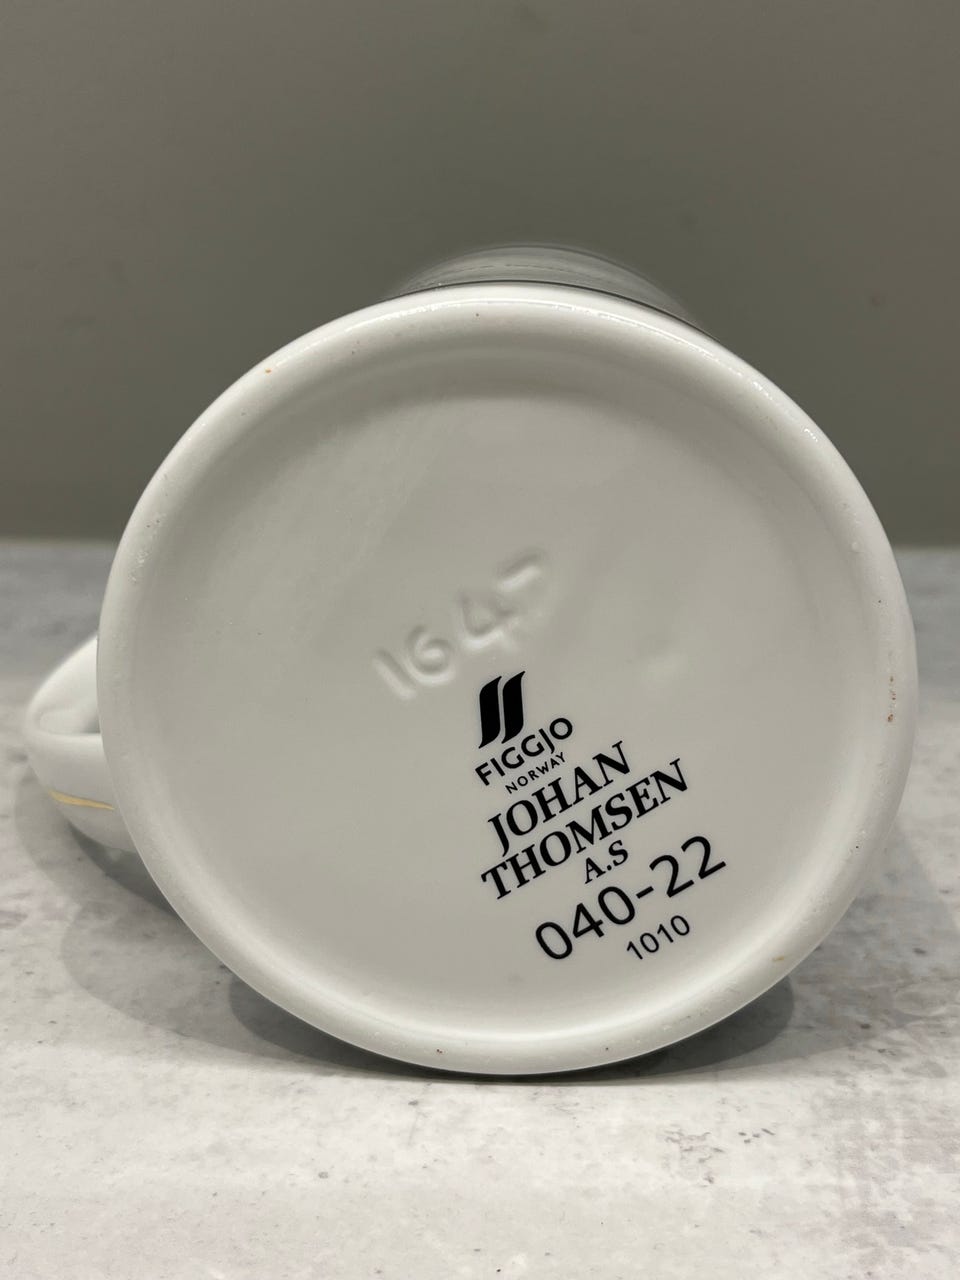 1647
FIGGJO
NORWAY
JOHAN
THOMSEN
A.S
040-22
1010